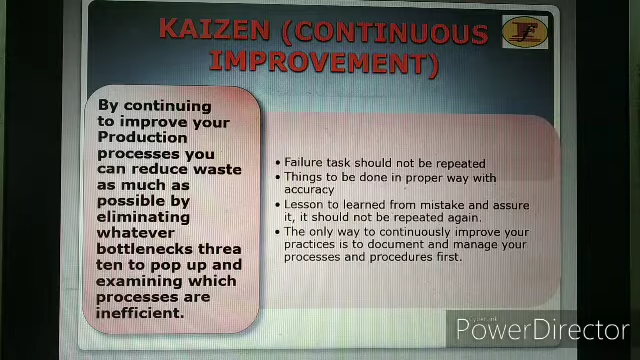 KAIZEN (CONTINUOUS
IMPROVEMENT)
By continuing
to improve your
Production
processes you
can reduce waste
as much as
possible by
eliminating
whatever
bottlenecks threa
ten to pop up and
examining which
processes are
inefficient.
• Failure task should not be repeated
• Things to be done in proper way with
accuracy
• Lesson to learned from mistake and assure
it, it should not be repeated again.
• The only way to continuously improve your
practices is to document and manage your
processes and procedures first.
PowerDirector